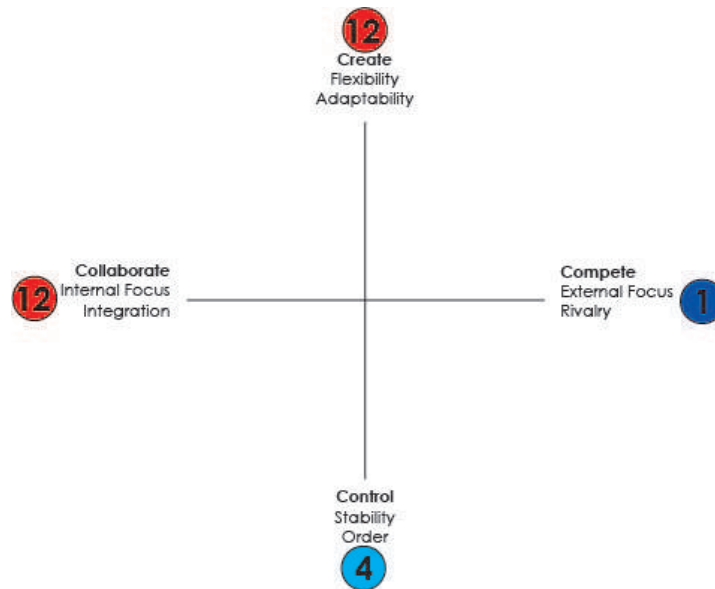 12
Create
Flexibility
Adaptability
Collaborate
12 Internal Focus
Integration
Compete
External Focus 1
Rivalry
Control
Stability
Order
4